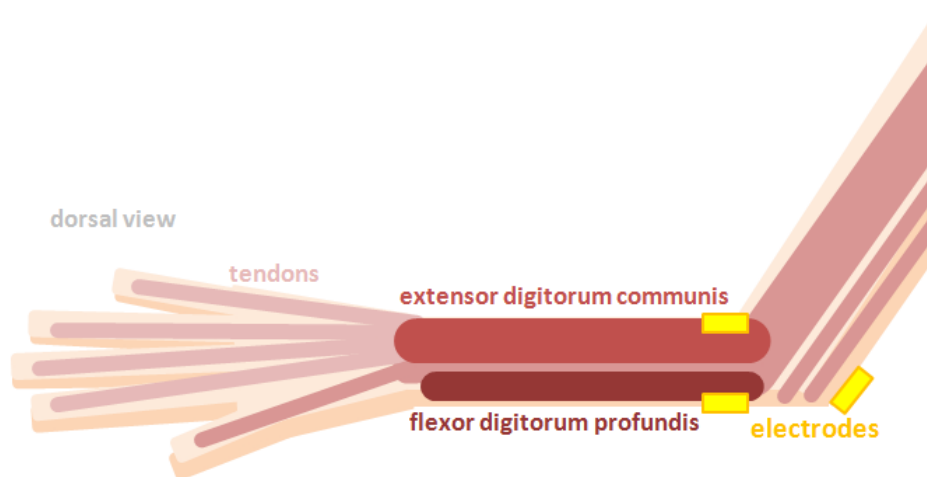 dorsal view
tendons
extensor digitorum communis
flexor digitorum profundis
electrodes